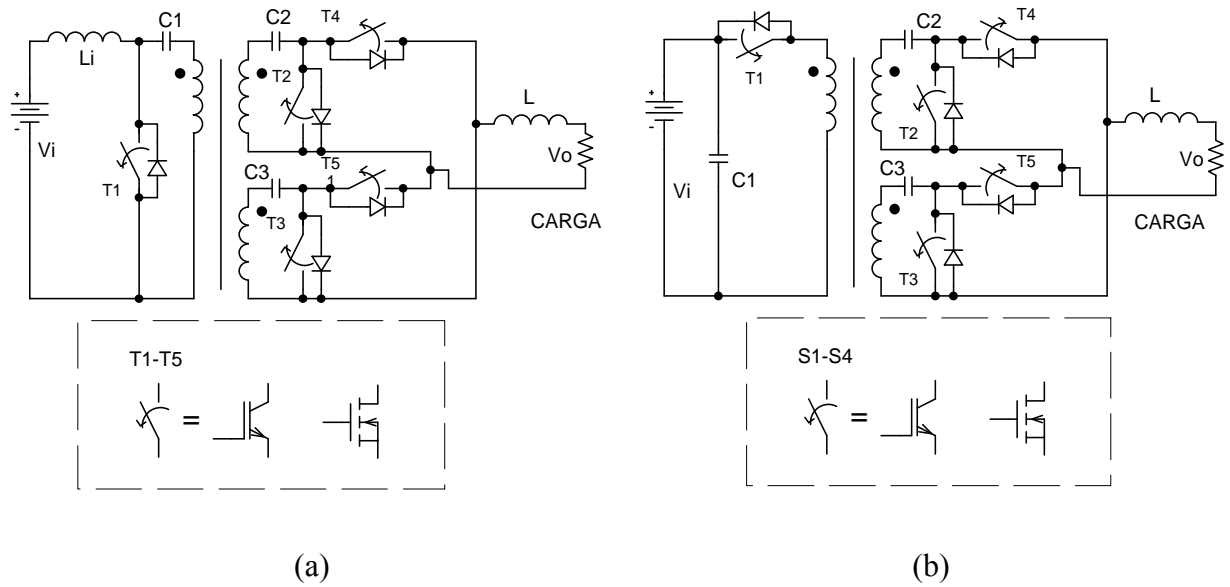 C1
C2
T4
Li
T2
+
-
Vi
T1
T5
1
L
Vo
C3
T3
CARGA
T1-T5
=
(a)
C2
T4
T1
+
-
L
T2
Vo
C3
T5
Vi
C1
CARGA
T3
S1-S4
=
(b)